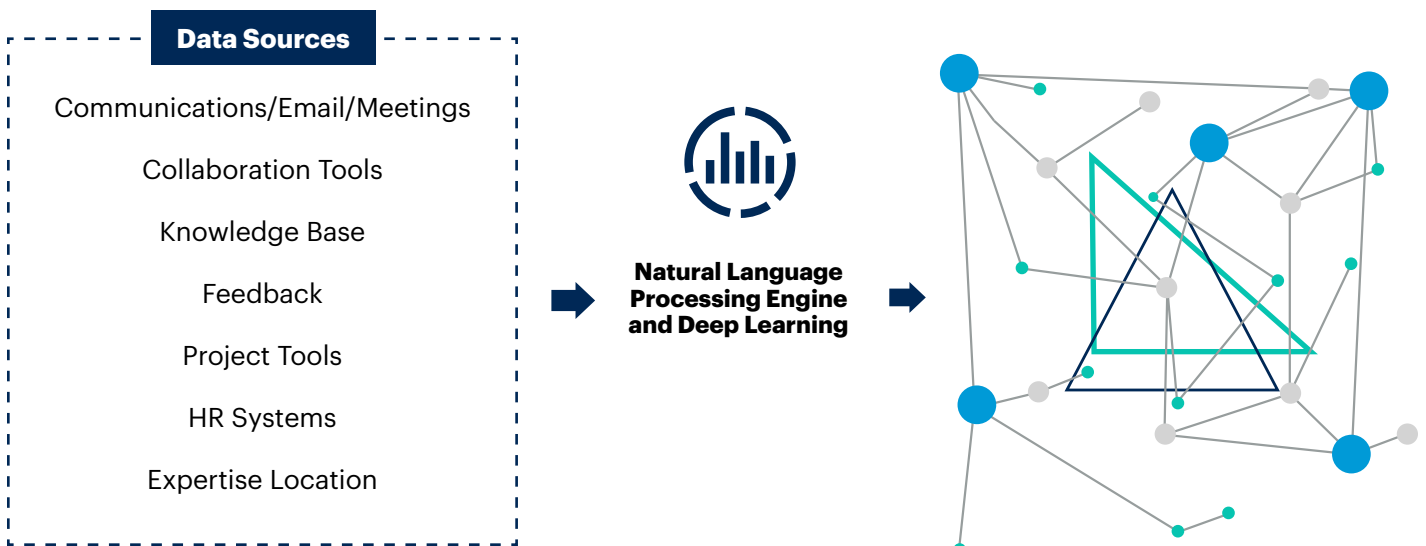 Data Sources
Communications/Email/Meetings
Collaboration Tools
Knowledge Base
Feedback
Project Tools
HR Systems
Expertise Location
Natural Language
Processing Engine
and Deep Learning